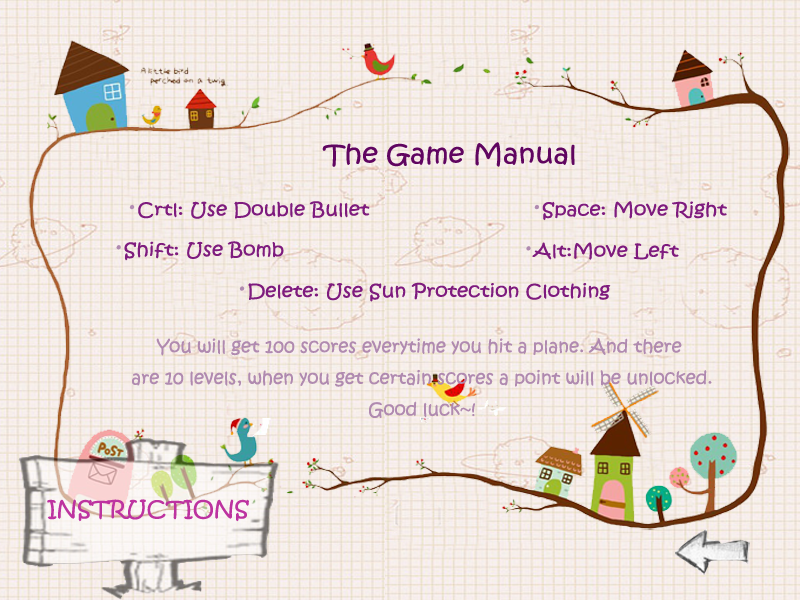 A little bird
perched on a twig
The Game Manual
•Crtl: Use Double Bullet
•Space: Move Right
•Shift: Use Bomb
•Alt:Move Left
•Delete: Use Sun Protection Clothing
You will get 100 scores everytime you hit a plane. And there
are 10 levels, when you get certain scores a point will be unlocked.
Good luck~!
POST
INSTRUCTIONS